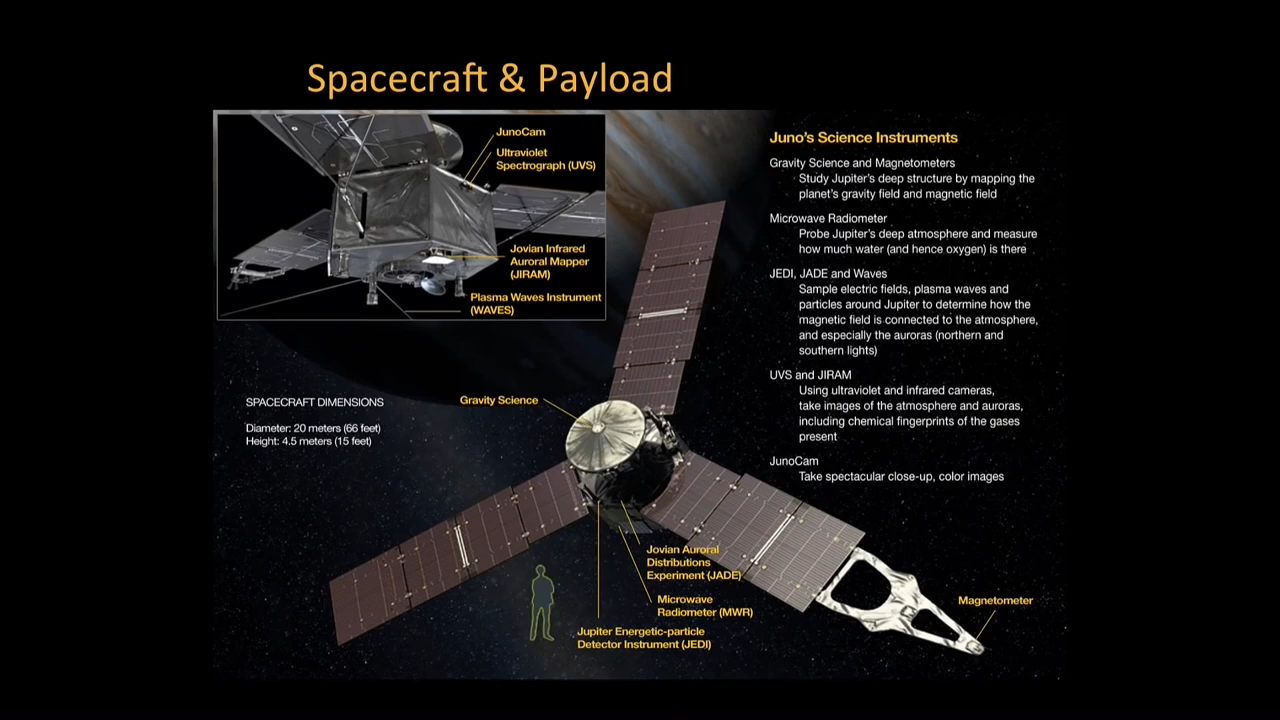 Spacecraft & Payload
JunoCam
Ultraviolet
Spectrograph (UVS)
Jovian Infrared
Auroral Mapper
(JIRAM)
Plasma Waves Instrument
(WAVES)
SPACECRAFT DIMENSIONS
Diameter: 20 meters (66 feet)
Height: 4.5 meters (15 feet)
Gravity Science
Jovian Auroral
Distributions
Experiment (JADE)
Microwave
Radiometer (MWR)
Jupiter Energetic-particle
Detector Instrument (JEDI)
Magnetometer
Juno's Science Instruments
Gravity Science and Magnetometers
Study Jupiter's deep structure by mapping the
planet's gravity field and magnetic field
Microwave Radiometer
Probe Jupiter's deep atmosphere and measure
how much water (and hence oxygen) is there
JEDI, JADE and Waves
Sample electric fields, plasma waves and
particles around Jupiter to determine how the
magnetic field is connected to the atmosphere,
and especially the auroras (northern and
southern lights)
UVS and JIRAM
Using ultraviolet and infrared cameras,
take images of the atmosphere and auroras,
including chemical fingerprints of the gases
present
JunoCam
Take spectacular close-up, color images